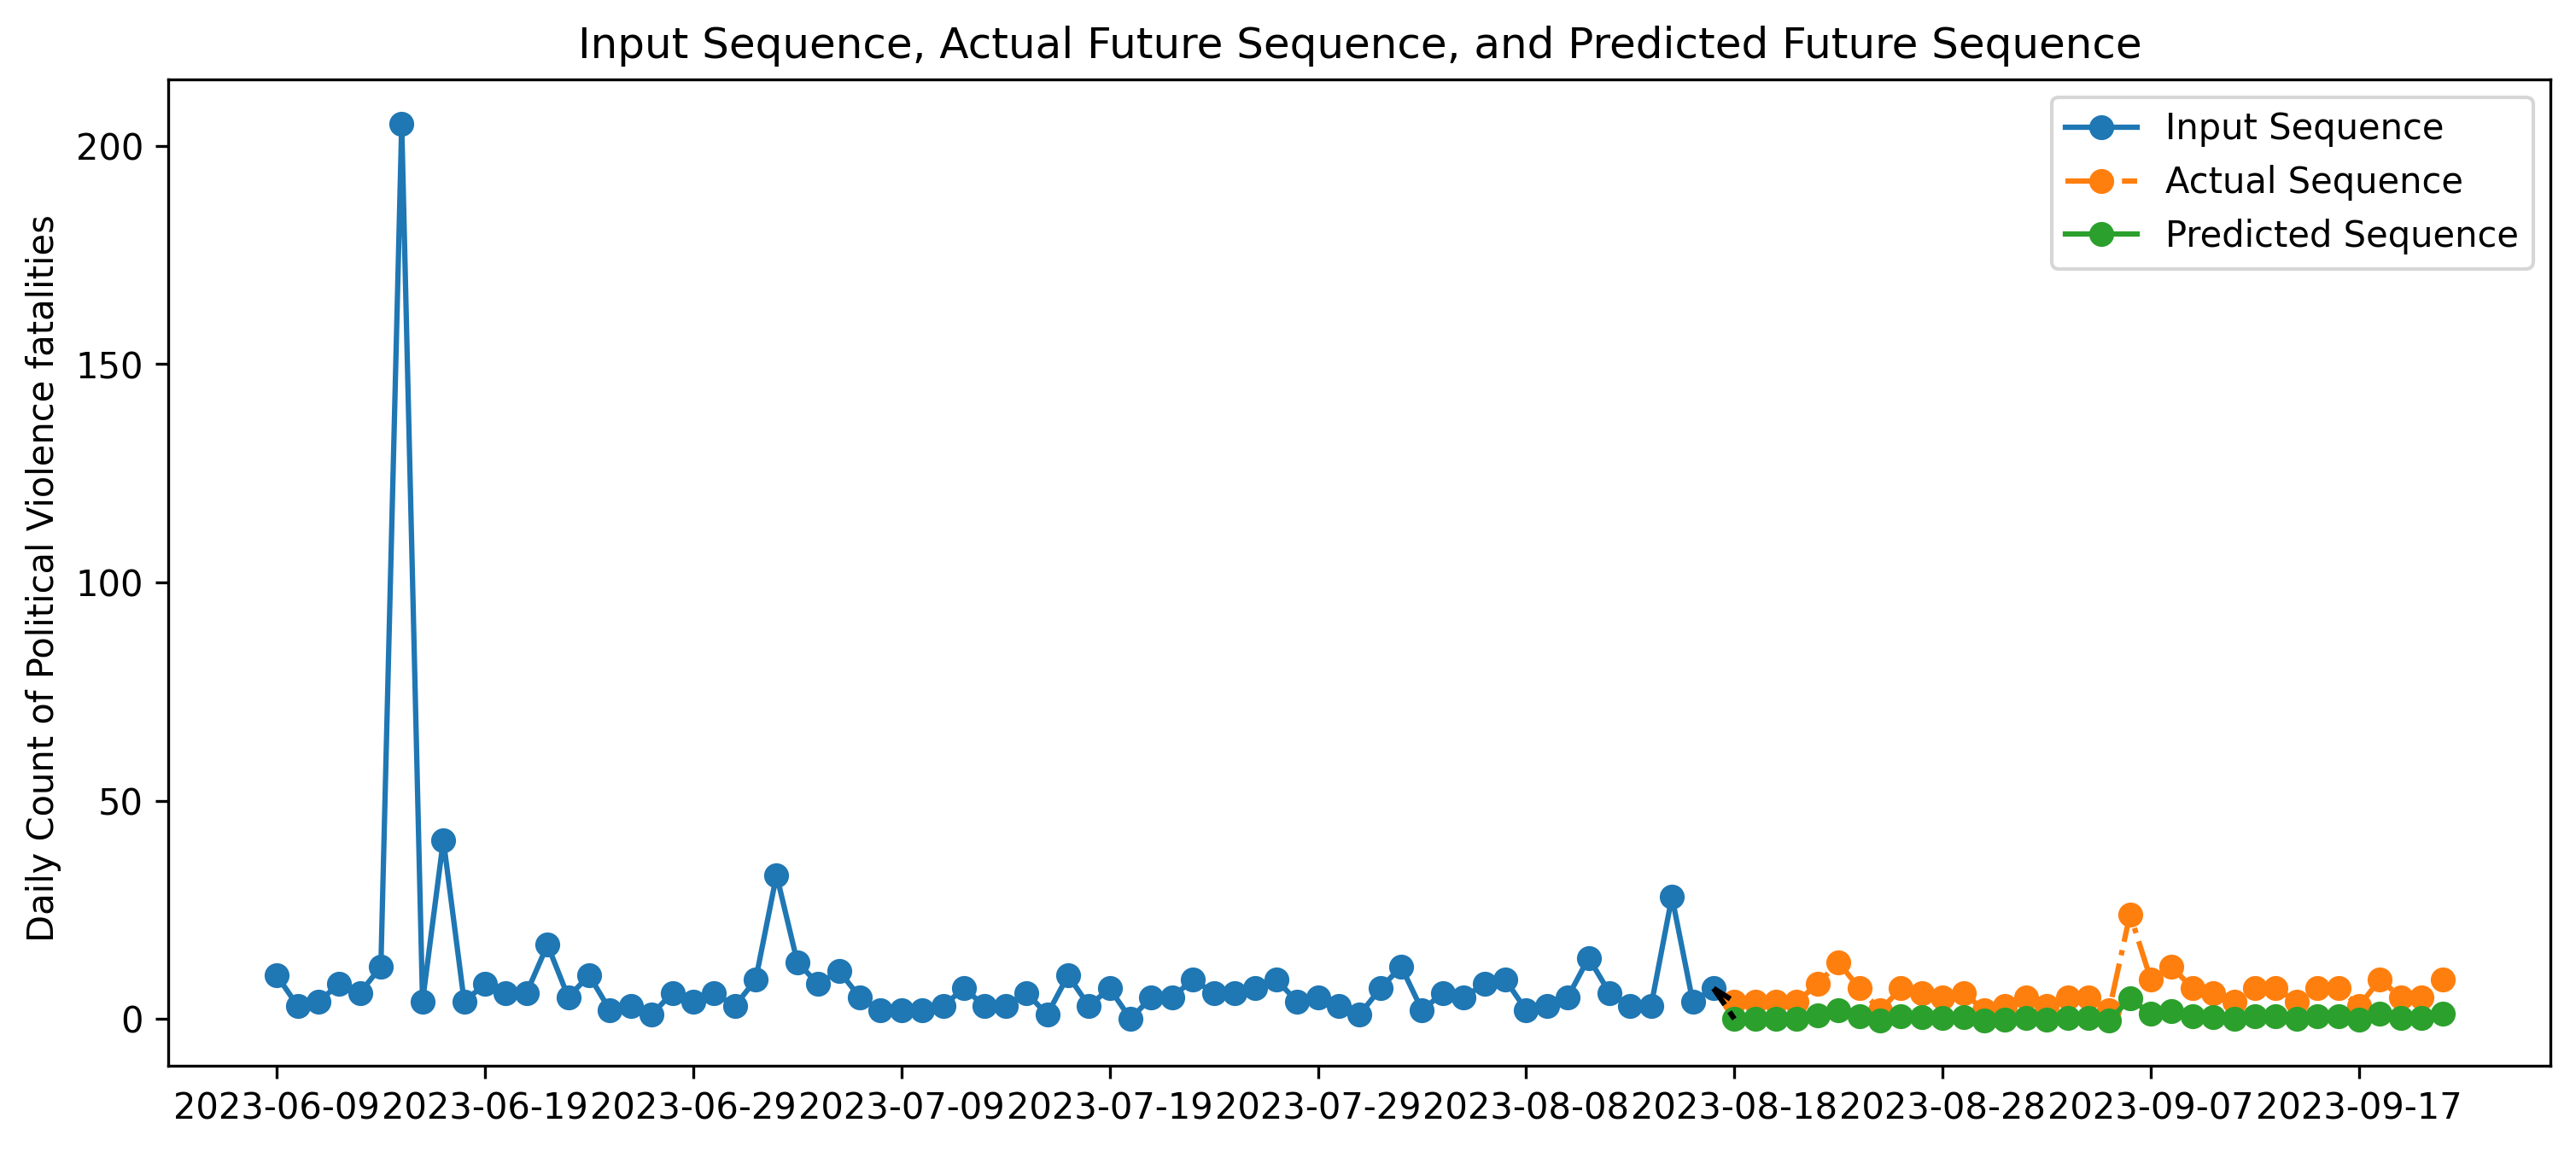 Input Sequence, Actual Future Sequence, and Predicted Future Sequence
Daily Count of Political Violence fatalities
200
150
100
50
0
Input Sequence
Actual Sequence
Predicted Sequence
2023-06-09 2023-06-19 2023-06-29 2023-07-09 2023-07-19 2023-07-29 2023-08-08 2023-08-18 2023-08-28 2023-09-07 2023-09-17